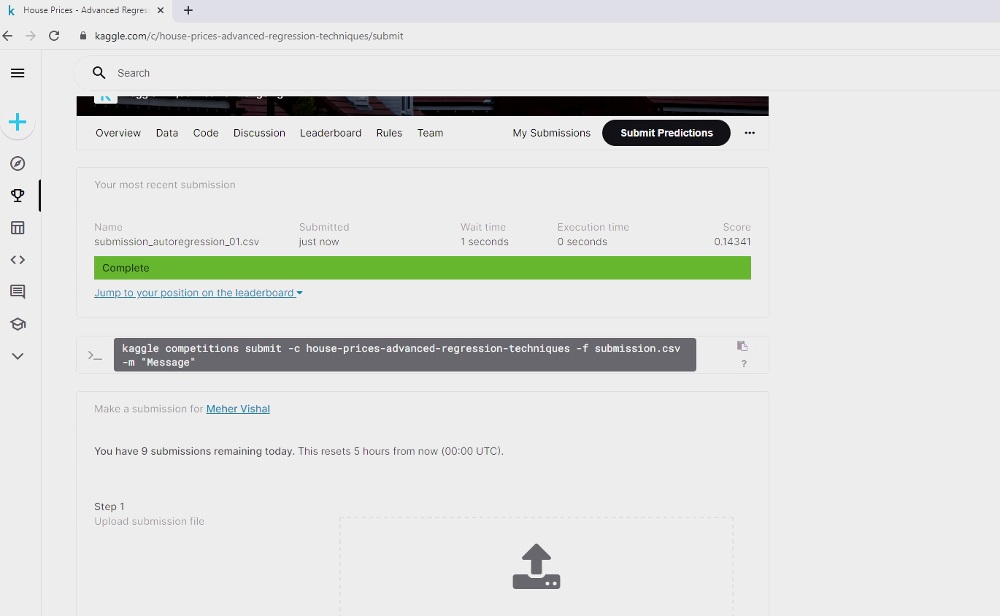 House Prices - Advanced Regres
kaggle.com/c/house-prices-advanced-regression-techniques/submit
Search
Overview Data Code Discussion Leaderboard Rules Team My Submissions Submit Predictions
Your most recent submission
Name Submitted Wait time Execution time Score
submission_autoregression_01.csv just now 1 seconds 0 seconds 0.14341
Complete
Jump to your position on the leaderboard
kaggle competitions submit -c house-prices-advanced-regression-techniques -f submission.csv
-m "Message"
?
Make a submission for Meher Vishal
You have 9 submissions remaining today. This resets 5 hours from now (00:00 UTC).
Step 1
Upload submission file